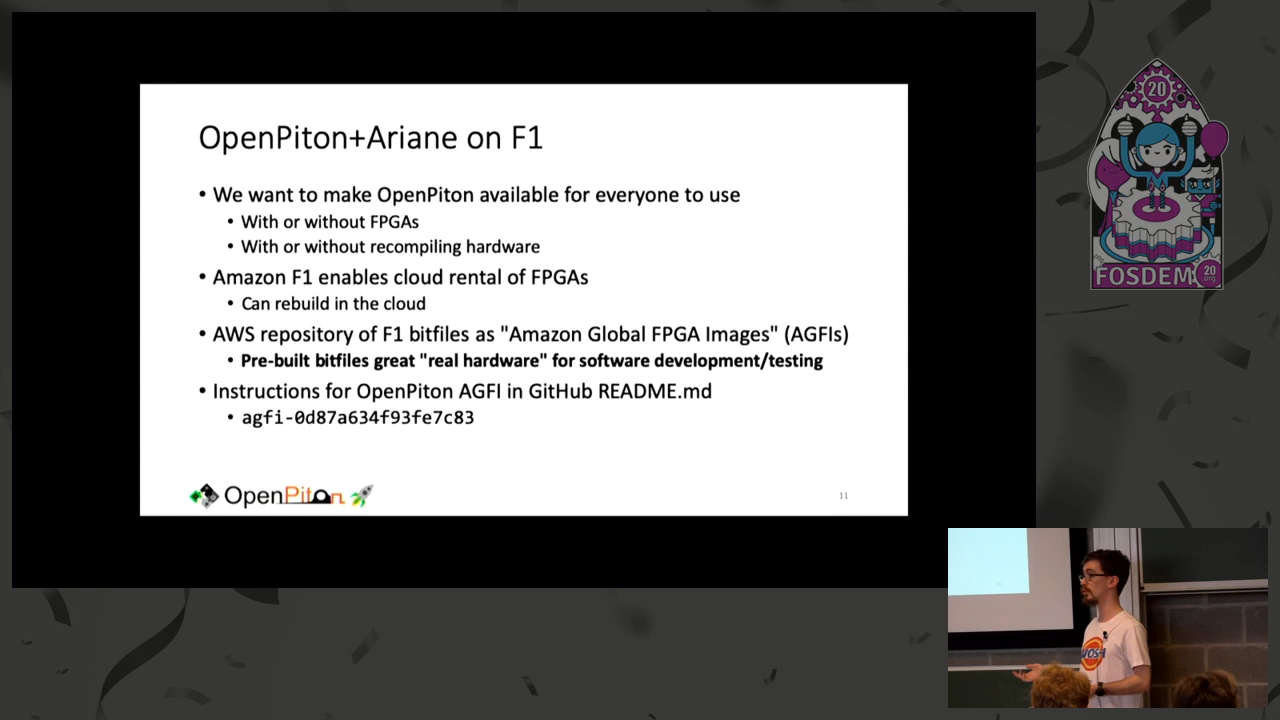 OpenPiton+Ariane on F1
• We want to make OpenPiton available for everyone to use
• With or without FPGAs
• With or without recompiling hardware
• Amazon F1 enables cloud rental of FPGAs
• Can rebuild in the cloud
• AWS repository of F1 bitfiles as "Amazon Global FPGA Images" (AGFIs)
• Pre-built bitfiles great "real hardware" for software development/testing
• Instructions for OpenPiton AGFI in GitHub README.md
• agfi-0d87a634f93fe7c83
OpenPiton
11
20
FOSDEM
20
.org